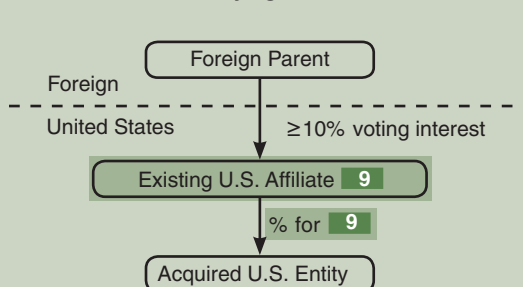 Foreign Parent
Foreign
United States
≥10% voting interest
Existing U.S. Affiliate 9
% for 9
Acquired U.S. Entity